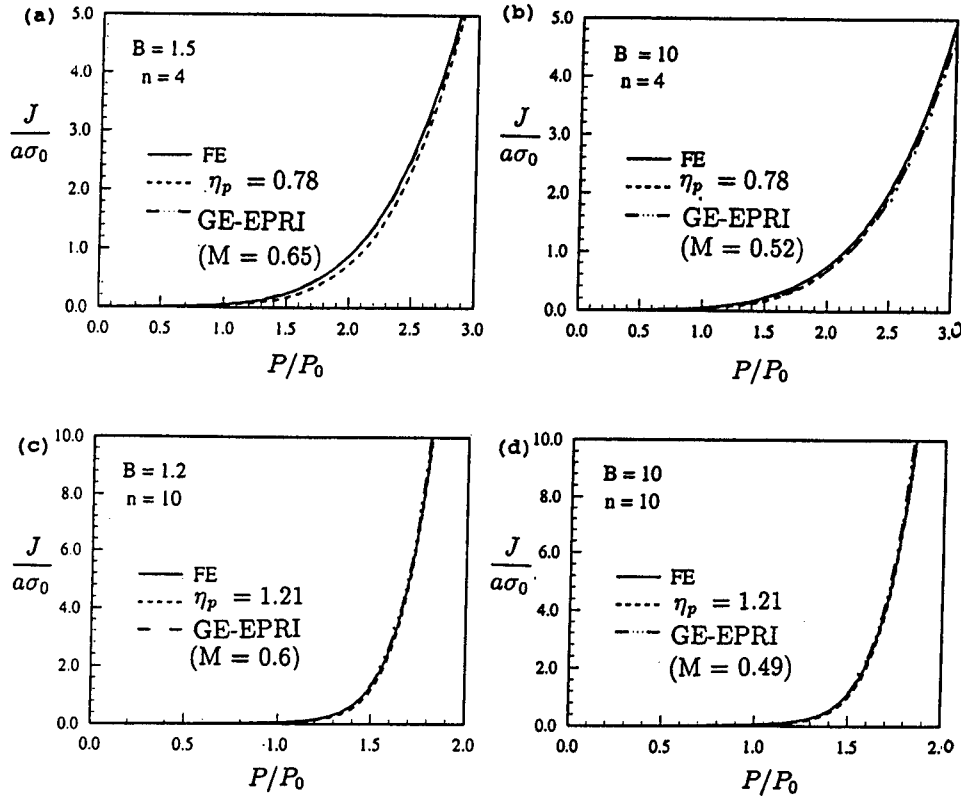 (a)
5.0
4.0
3.0
2.0
1.0
0.0
B = 1.5
n = 4
J
aσ₀
FE
η_p = 0.78
GE-EPRI
(M = 0.65)
0.0 0.5 1.0 1.5 2.0 2.5 3.0
P/P₀
(b)
5.0
4.0
3.0
2.0
1.0
0.0
B = 10
n = 4
J
aσ₀
FE
η_p = 0.78
GE-EPRI
(M = 0.52)
0.0 0.5 1.0 1.5 2.0 2.5 3.0
P/P₀
(c)
10.0
8.0
6.0
4.0
2.0
0.0
B = 1.2
n = 10
J
aσ₀
FE
η_p = 1.21
GE-EPRI
(M = 0.6)
0.0 0.5 1.0 1.5 2.0
P/P₀
(d)
10.0
8.0
6.0
4.0
2.0
0.0
B = 10
n = 10
J
aσ₀
FE
η_p = 1.21
GE-EPRI
(M = 0.49)
0.0 0.5 1.0 1.5 2.0
P/P₀